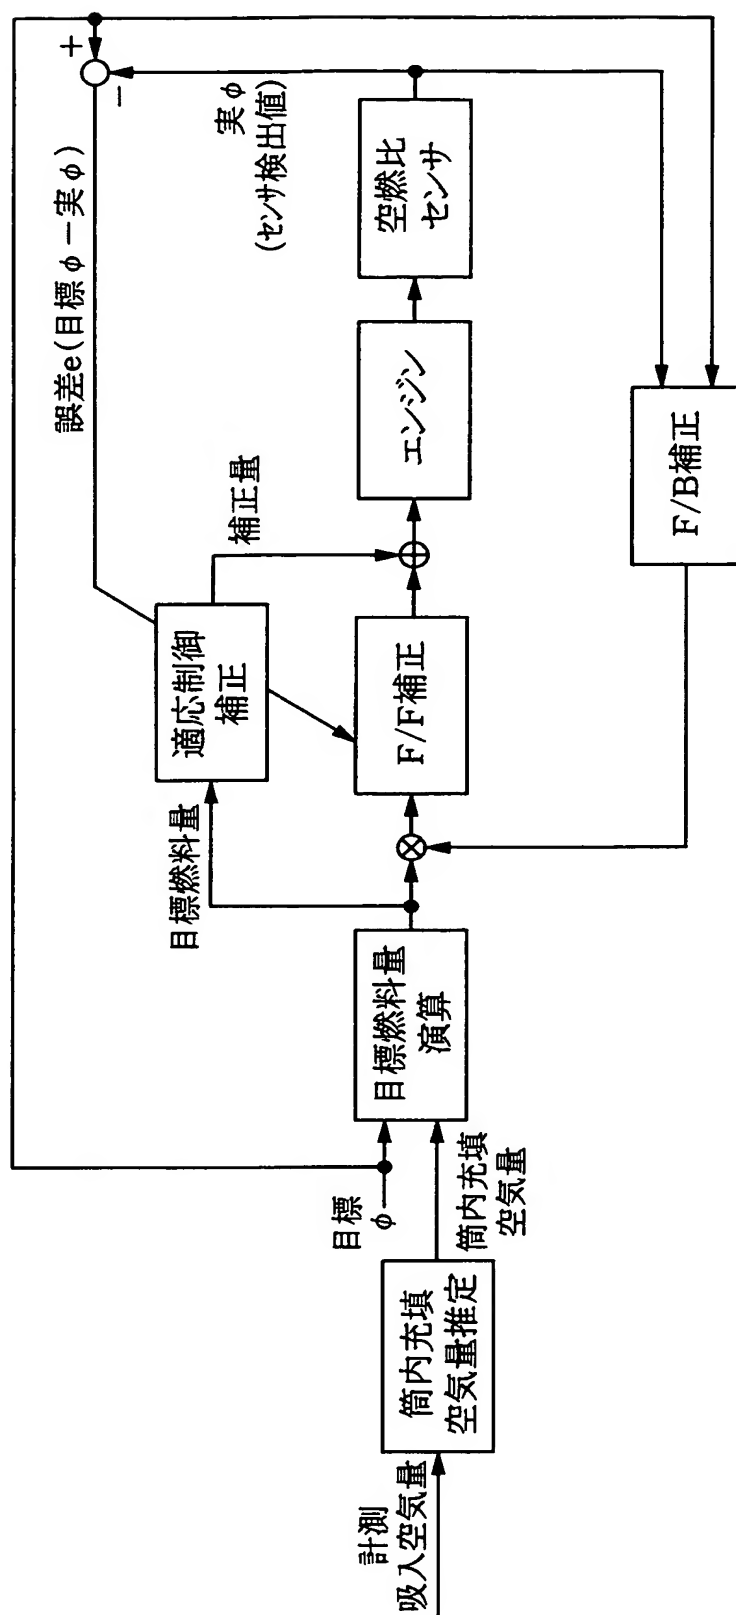 計測
吸入空気量
筒内充填
空気量推定
筒内充填
空気量
目標
φ
目標燃料量
演算
目標燃料量
適応制御
補正
補正量
F/F補正
エンジン
空燃比
センサ
実φ
(センサ検出値)
誤差e(目標φ−実φ)
+
−
F/B補正